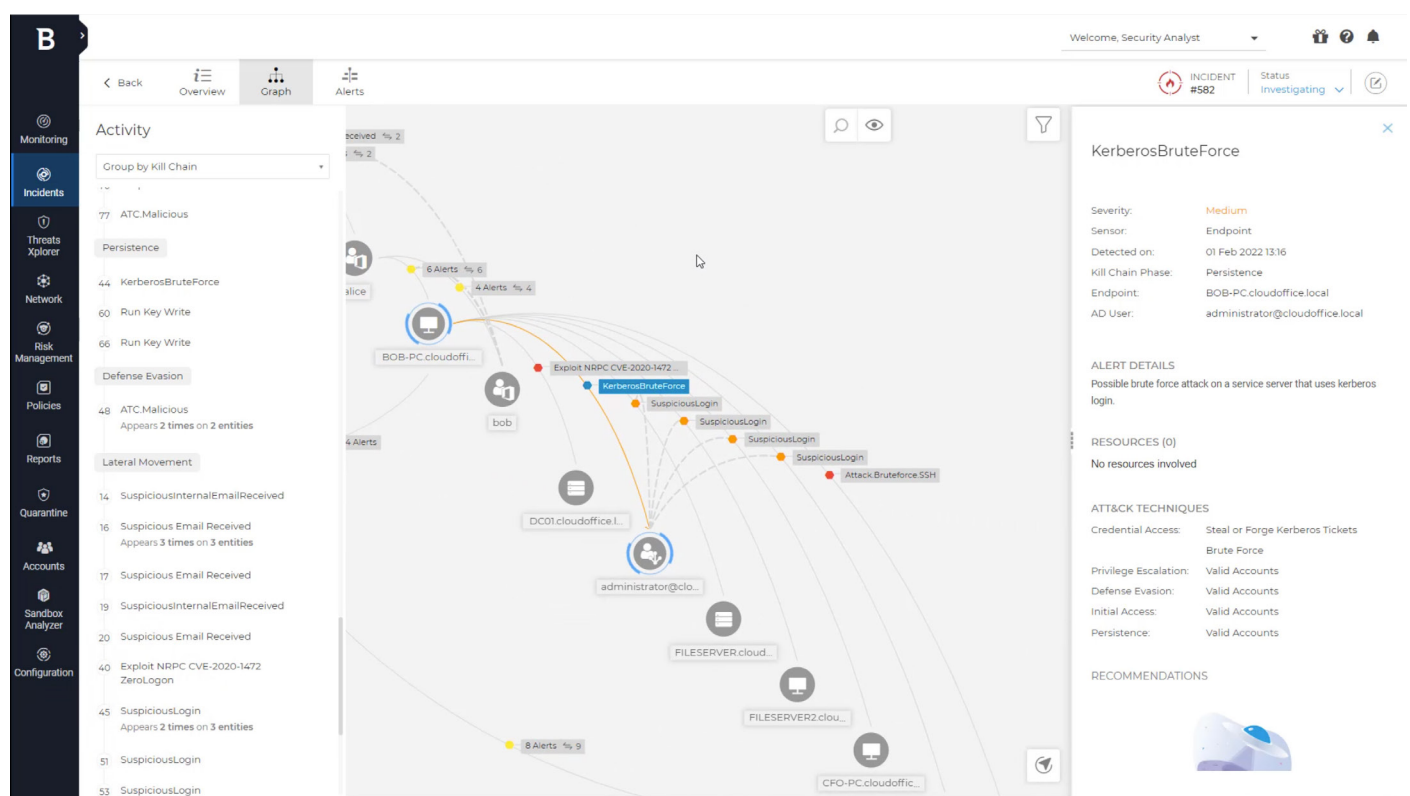 B
Welcome, Security Analyst
Back
Overview
Graph
Alerts
INCIDENT
#582
Status
Investigating
Monitoring
Incidents
Threats
Xplorer
Network
Risk
Management
Policies
Reports
Quarantine
Accounts
Sandbox
Analyzer
Configuration
Activity
Group by Kill Chain
77 ATC.Malicious
Persistence
44 KerberosBruteForce
60 Run Key Write
66 Run Key Write
Defense Evasion
48 ATC.Malicious
Appears 2 times on 2 entities
Lateral Movement
14 SuspiciousInternalEmailReceived
16 Suspicious Email Received
Appears 3 times on 3 entities
17 Suspicious Email Received
19 SuspiciousInternalEmailReceived
20 Suspicious Email Received
40 Exploit NRPC CVE-2020-1472
ZeroLogon
45 SuspiciousLogin
Appears 2 times on 3 entities
51 SuspiciousLogin
53 SuspiciousLogin
eceived 2
2
alice
6 Alerts 6
4 Alerts 4
BOB-PC.cloudoffi...
bob
4 Alerts
Exploit NRPC CVE-2020-1472 ...
KerberosBruteForce
SuspiciousLogin
SuspiciousLogin
SuspiciousLogin
SuspiciousLogin
Attack.Bruteforce.SSH
DC01.cloudoffice.l...
administrator@clo...
FILESERVER.cloud...
FILESERVER2.clou...
8 Alerts 9
CFO-PC.cloudoffic...
KerberosBruteForce
Severity: Medium
Sensor: Endpoint
Detected on: 01 Feb 2022 13:16
Kill Chain Phase: Persistence
Endpoint: BOB-PC.cloudoffice.local
AD User: administrator@cloudoffice.local
ALERT DETAILS
Possible brute force attack on a service server that uses kerberos
login.
RESOURCES (0)
No resources involved
ATT&CK TECHNIQUES
Credential Access: Steal or Forge Kerberos Tickets
Brute Force
Privilege Escalation: Valid Accounts
Defense Evasion: Valid Accounts
Initial Access: Valid Accounts
Persistence: Valid Accounts
RECOMMENDATIONS